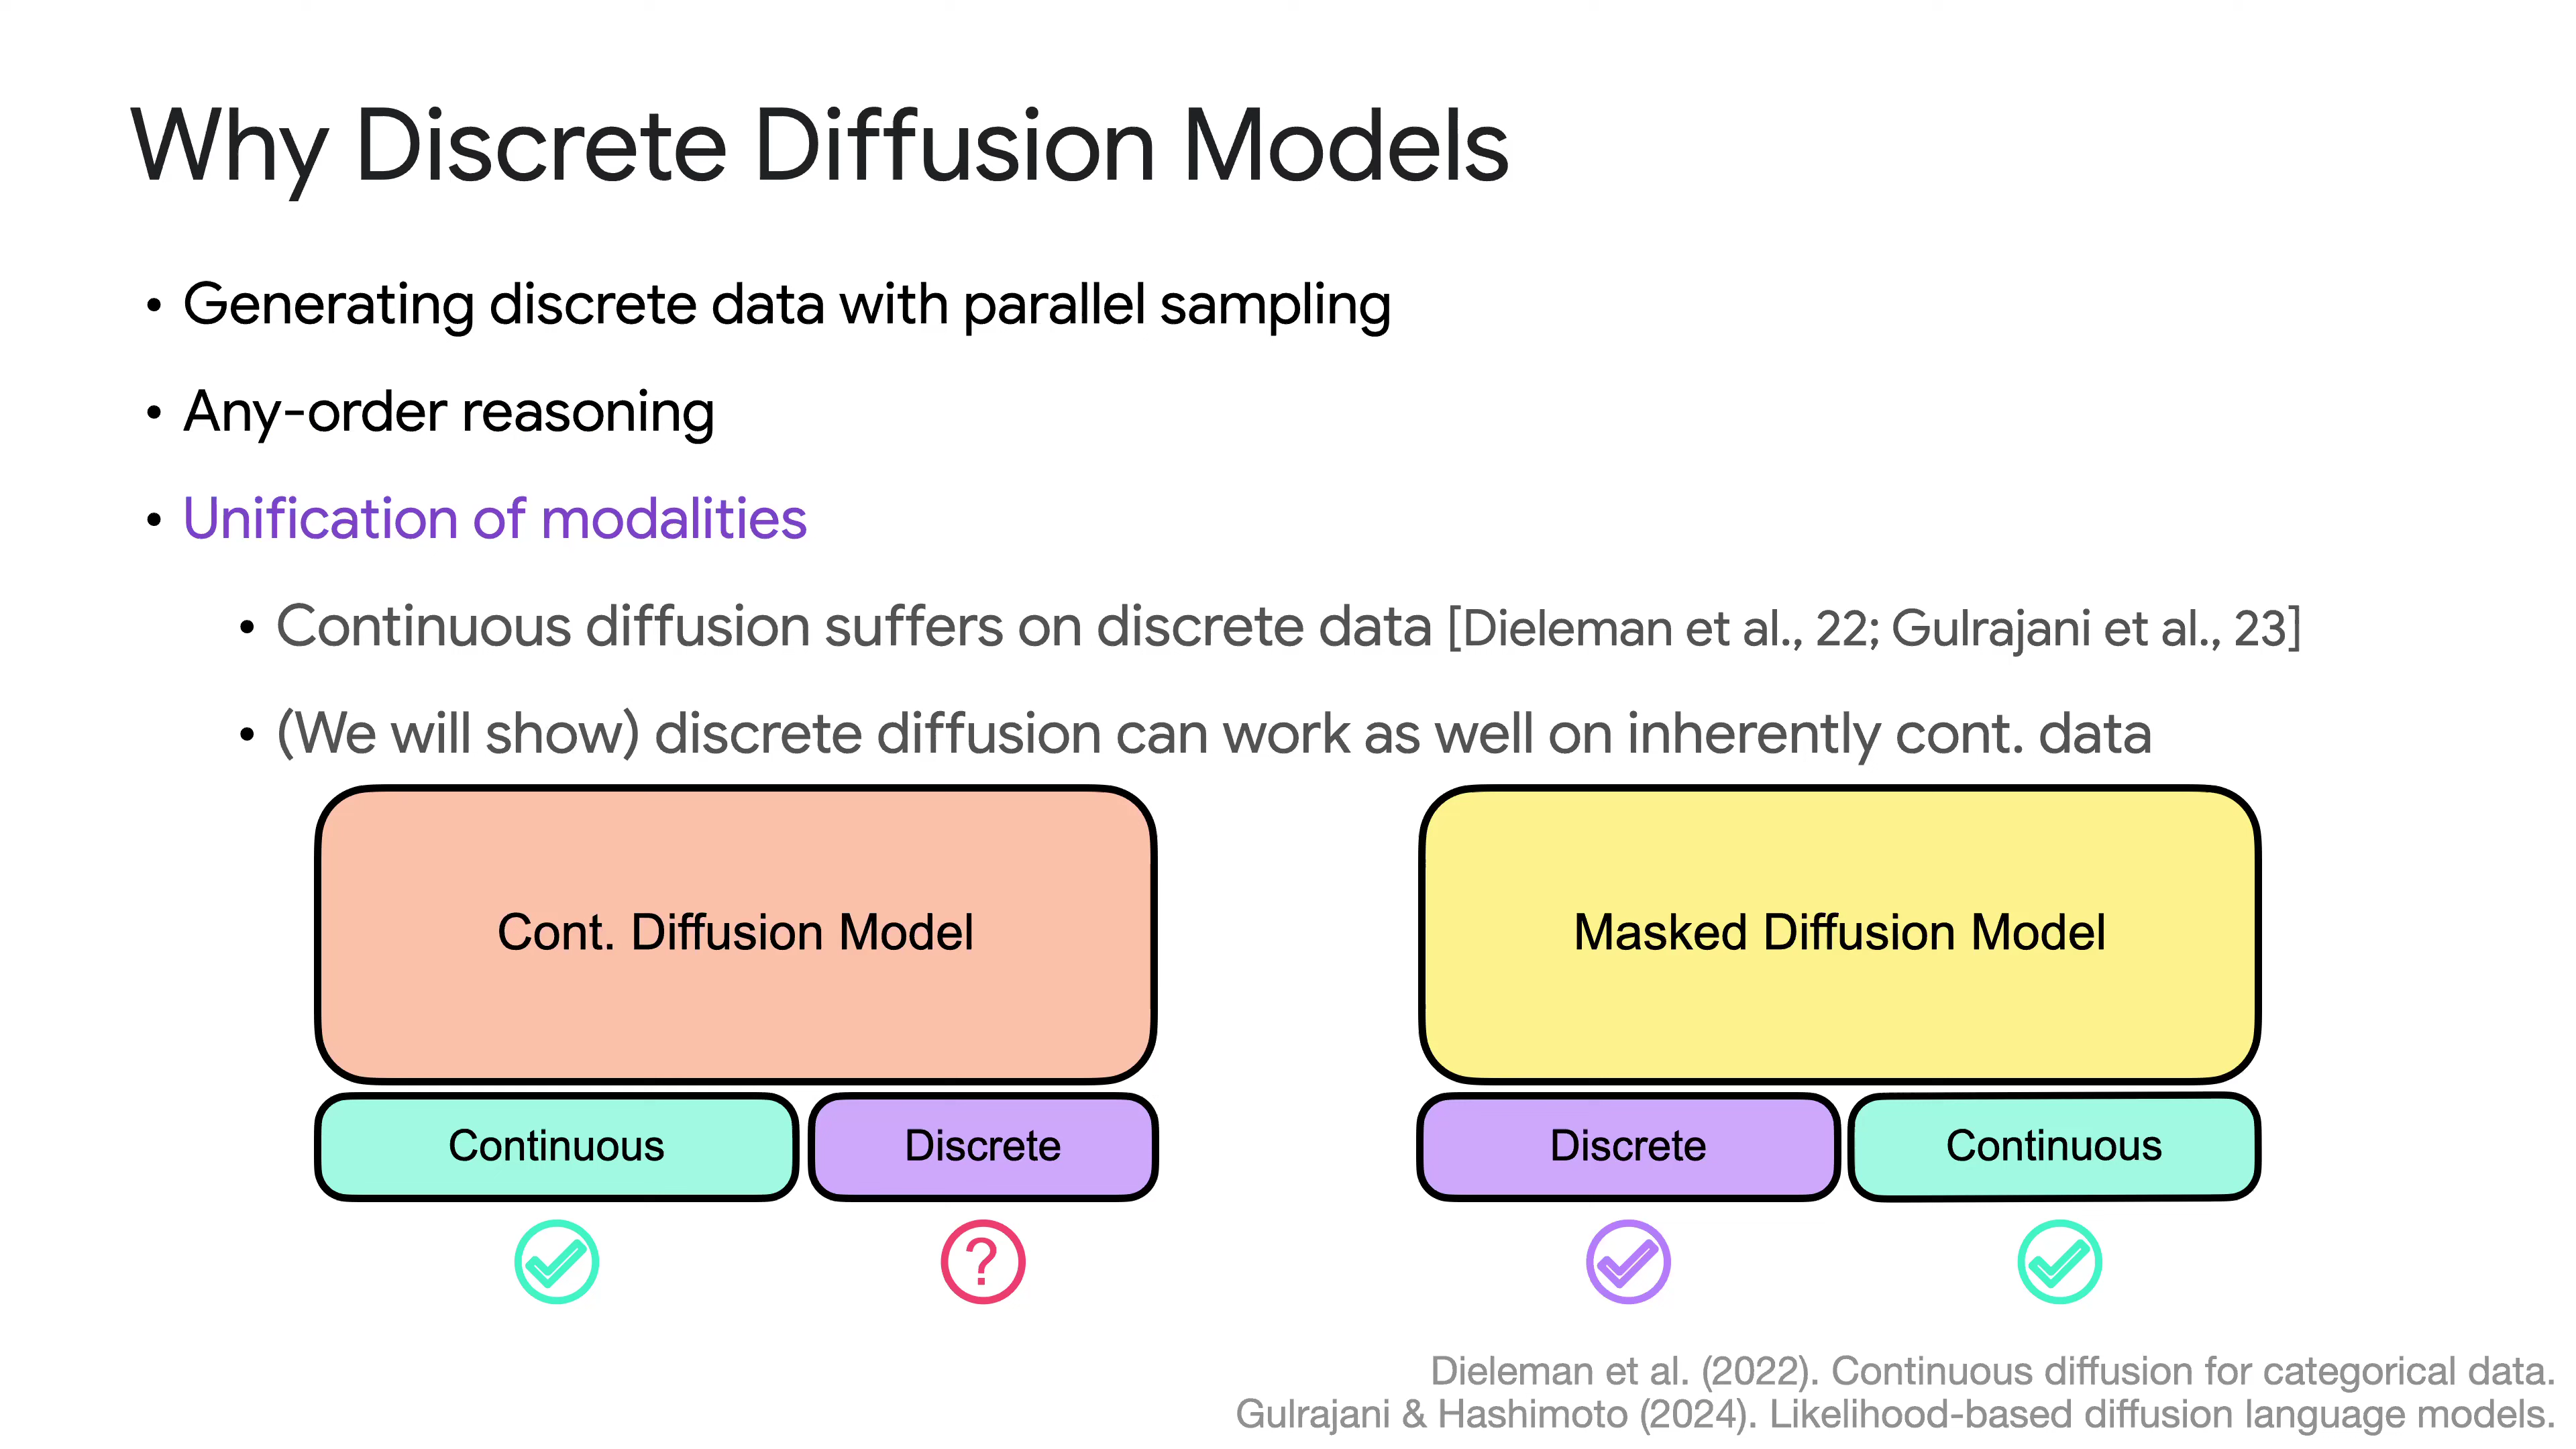 Why Discrete Diffusion Models
• Generating discrete data with parallel sampling
• Any-order reasoning
• Unification of modalities
• Continuous diffusion suffers on discrete data [Dieleman et al., 22; Gulrajani et al., 23]
• (We will show) discrete diffusion can work as well on inherently cont. data
Cont. Diffusion Model
Continuous
Discrete
?
Masked Diffusion Model
Discrete
Continuous
Dieleman et al. (2022). Continuous diffusion for categorical data.
Gulrajani & Hashimoto (2024). Likelihood-based diffusion language models.